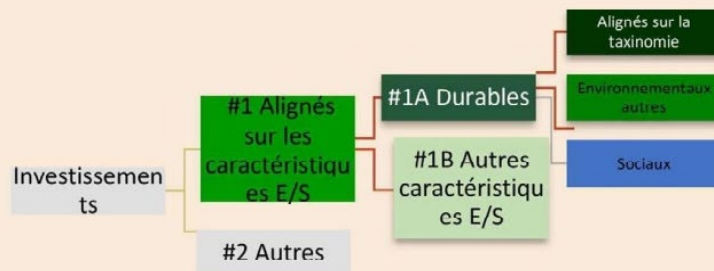 Investissemen
ts
#1 Alignés
sur les
caractéristiqu
es E/S
#2 Autres
#1A Durables
#1B Autres
caractéristiqu
es E/S
Alignés sur la
taxinomie
Environnementaux
autres
Sociaux